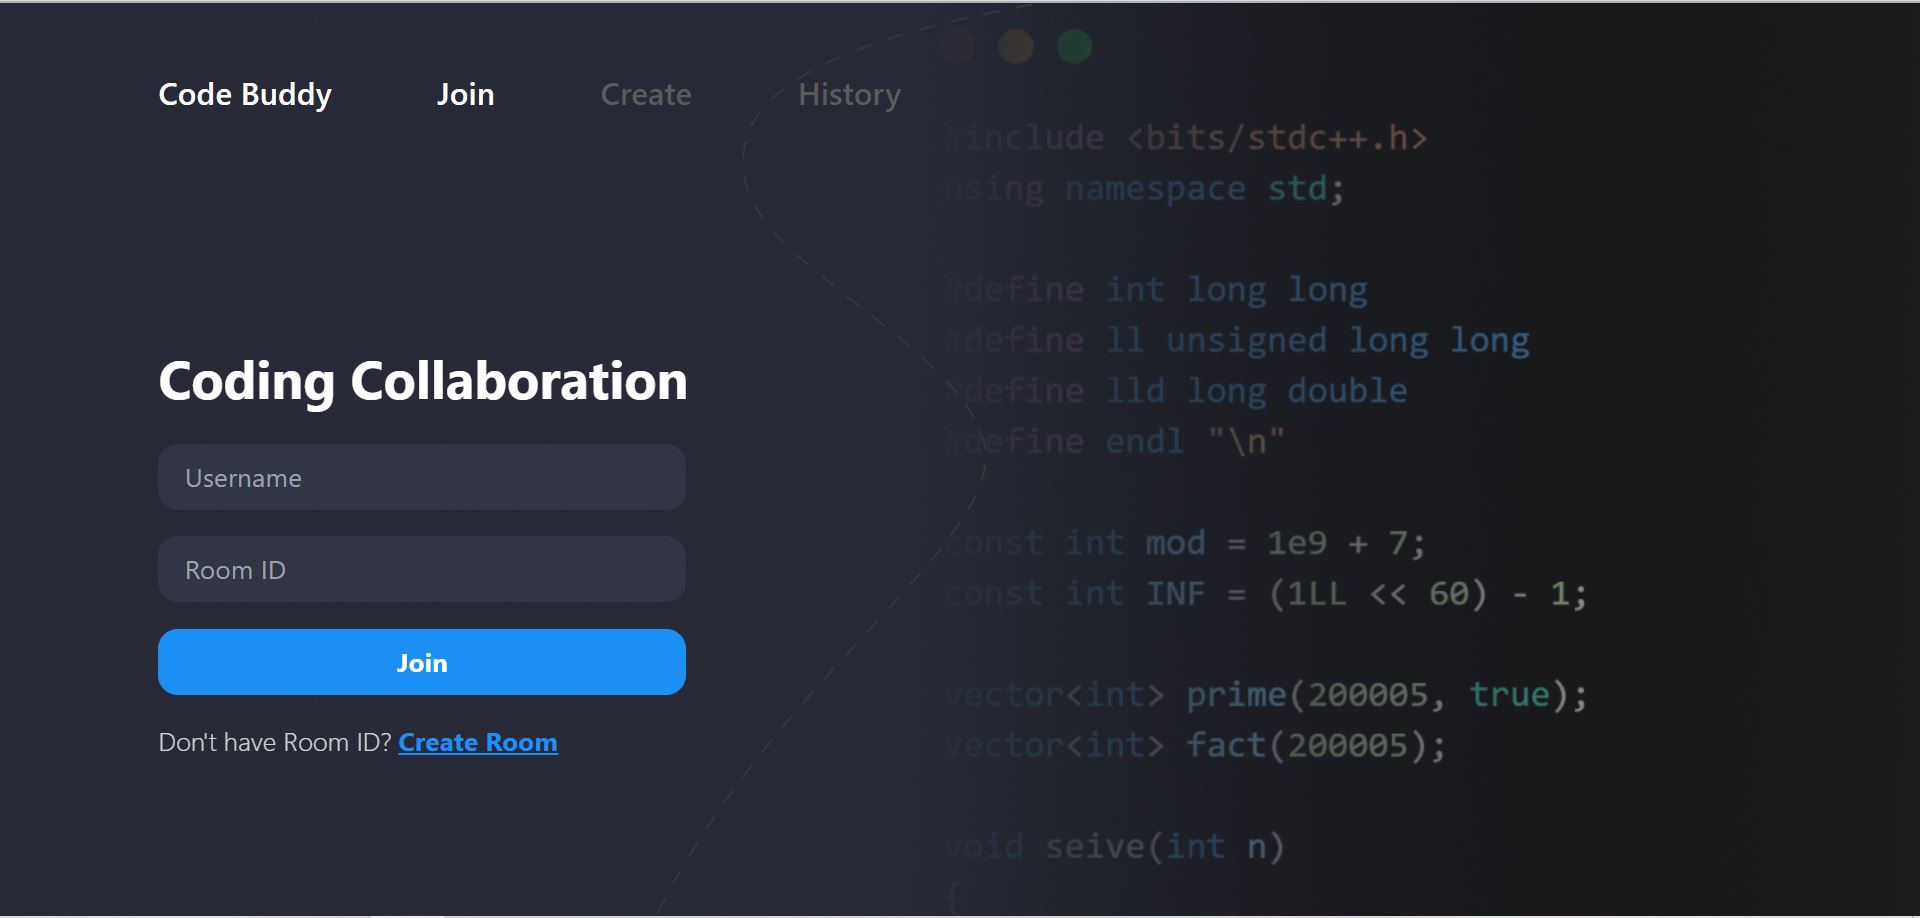 Code Buddy Join Create History
Coding Collaboration
Username
Room ID
Join
Don't have Room ID? Create Room
#include <bits/stdc++.h>
using namespace std;
#define int long long
#define ll unsigned long long
#define lld long double
#define endl "\n"
const int mod = 1e9 + 7;
const int INF = (1LL << 60) - 1;
vector<int> prime(200005, true);
vector<int> fact(200005);
void seive(int n)
{